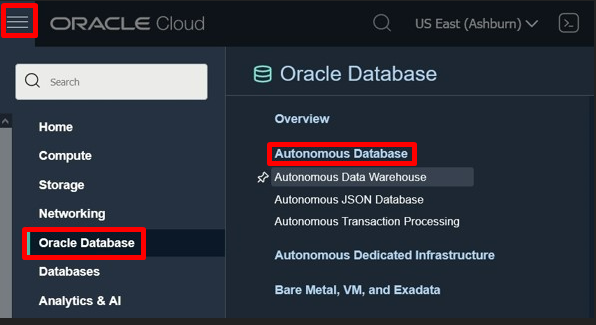 ORACLE Cloud
US East (Ashburn)
Search
Home
Compute
Storage
Networking
Oracle Database
Databases
Analytics & AI
Oracle Database
Overview
Autonomous Database
Autonomous Data Warehouse
Autonomous JSON Database
Autonomous Transaction Processing
Autonomous Dedicated Infrastructure
Bare Metal, VM, and Exadata